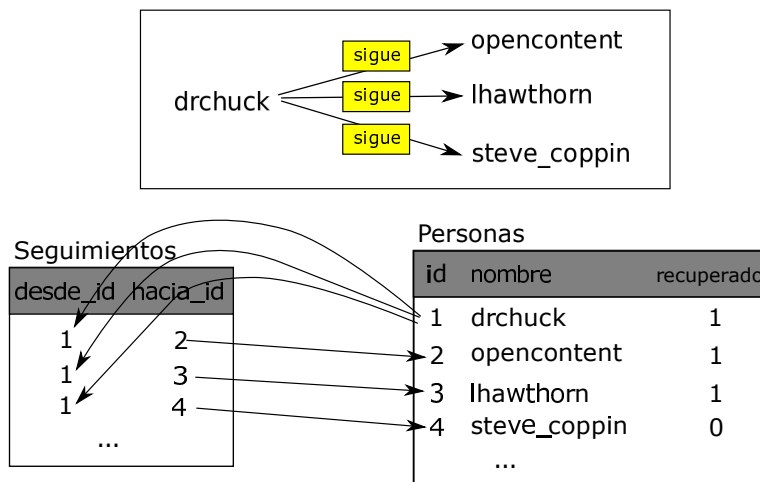 sigue
opencontent
drchuck
sigue
lhawthorn
sigue
steve_coppin
Seguimientos
desde_id hacia_id
1 2
1 3
1 4
...
Personas
id nombre recuperado
1 drchuck 1
2 opencontent 1
3 lhawthorn 1
4 steve_coppin 0
...